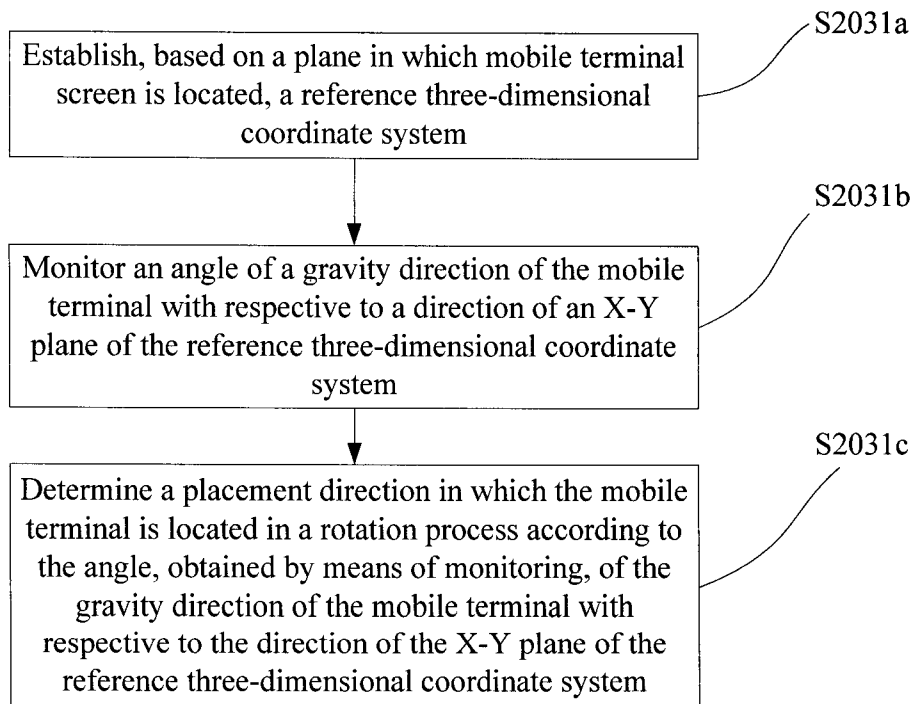 S2031a
Establish, based on a plane in which mobile terminal
screen is located, a reference three-dimensional
coordinate system
S2031b
Monitor an angle of a gravity direction of the mobile
terminal with respective to a direction of an X-Y
plane of the reference three-dimensional coordinate
system
S2031c
Determine a placement direction in which the mobile
terminal is located in a rotation process according to
the angle, obtained by means of monitoring, of the
gravity direction of the mobile terminal with
respective to the direction of the X-Y plane of the
reference three-dimensional coordinate system